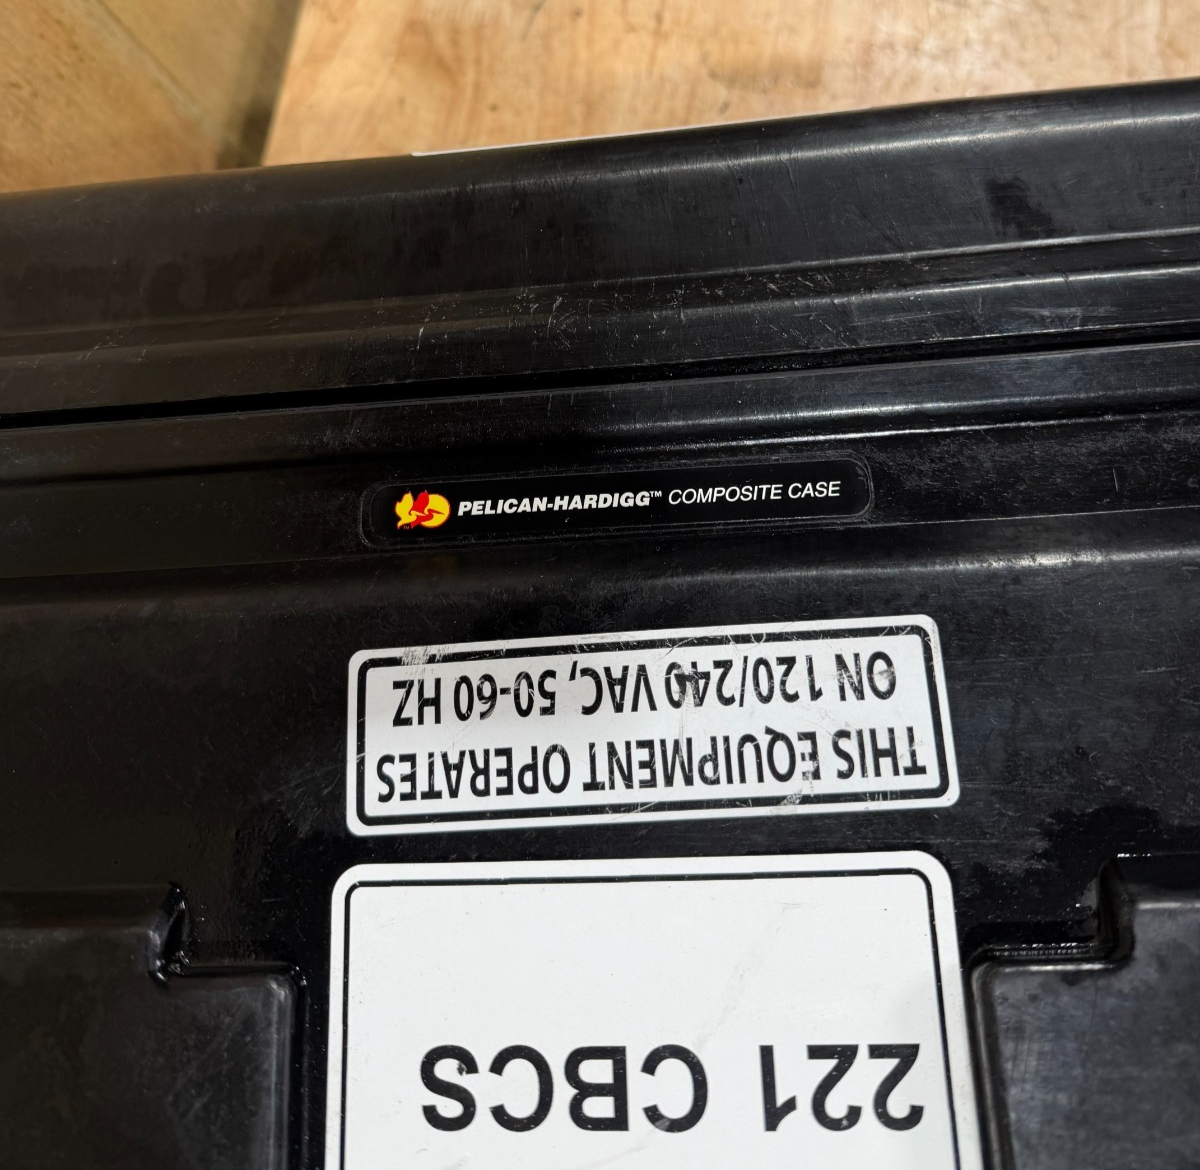 PELICAN-HARDIGG™ COMPOSITE CASE
THIS EQUIPMENT OPERATES
ON 120/240 VAC, 50-60 HZ
221 CBCS